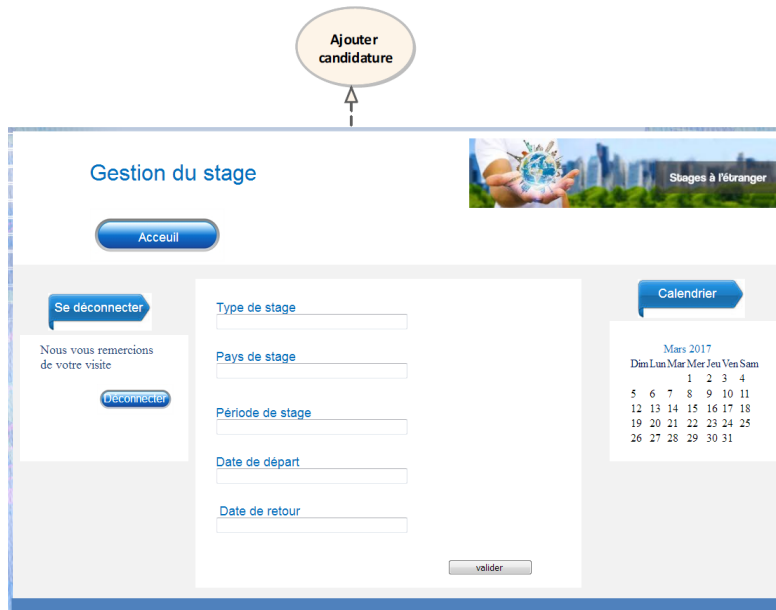 Ajouter
candidature
Gestion du stage
Stages à l'étranger
Acceuil
Se déconnecter
Nous vous remercions
de votre visite
Deconnecter
Type de stage
Pays de stage
Période de stage
Date de départ
Date de retour
valider
Calendrier
Mars 2017
Dim Lun Mar Mer Jeu Ven Sam
1 2 3 4
5 6 7 8 9 10 11
12 13 14 15 16 17 18
19 20 21 22 23 24 25
26 27 28 29 30 31